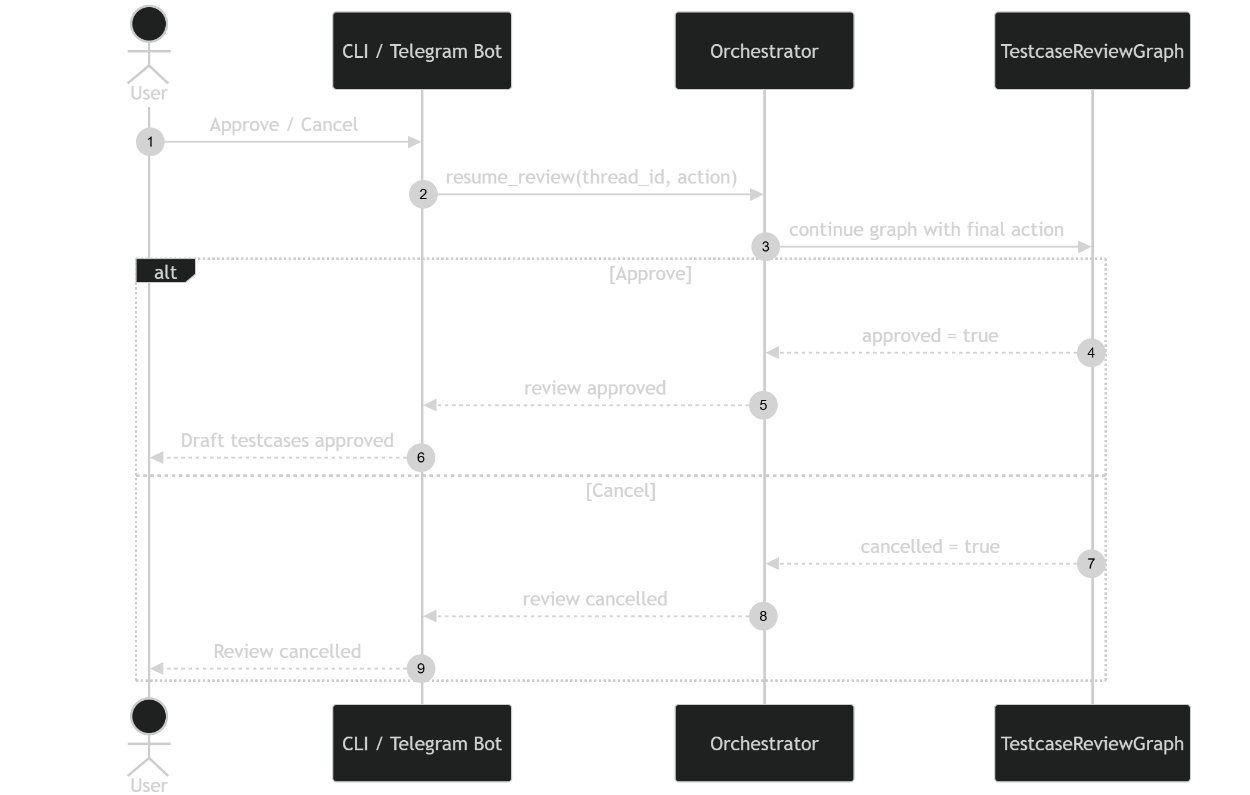 CLI / Telegram Bot
Orchestrator
TestcaseReviewGraph
User
Approve / Cancel
1
resume_review(thread_id, action)
2
continue graph with final action
3
alt
[Approve]
approved = true
4
review approved
5
Draft testcases approved
6
[Cancel]
cancelled = true
7
review cancelled
8
Review cancelled
9
CLI / Telegram Bot
Orchestrator
TestcaseReviewGraph
User